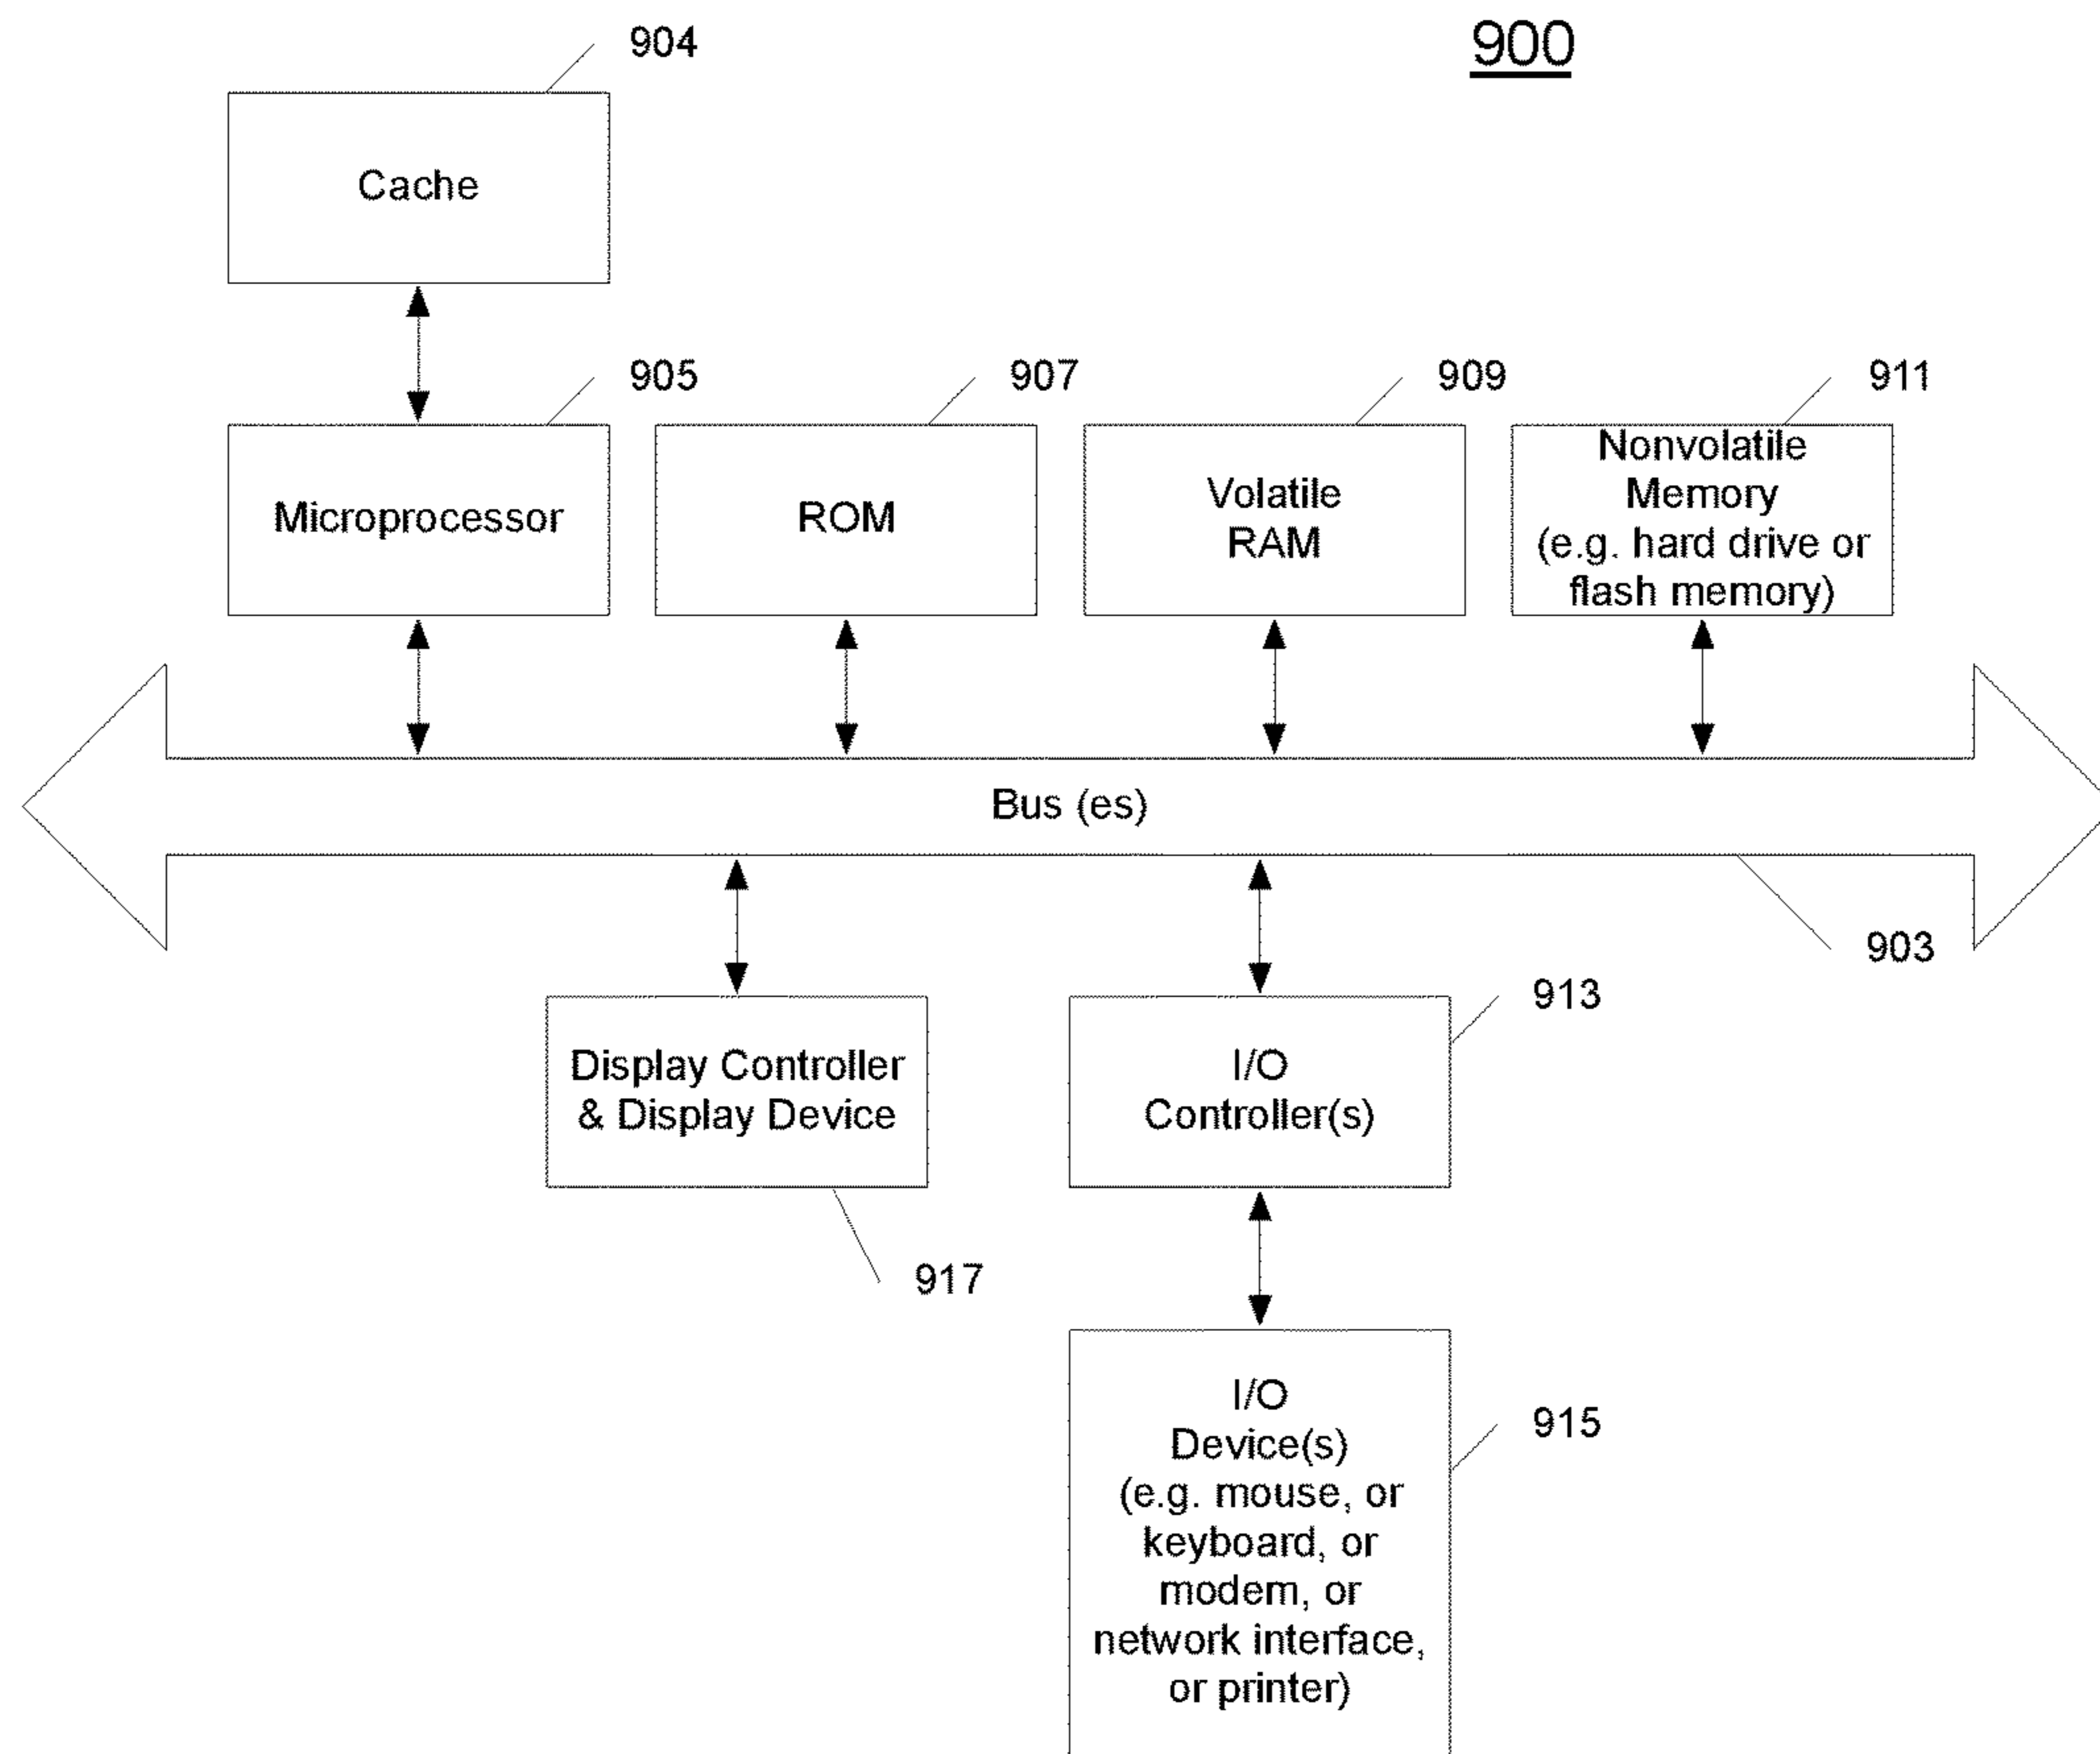 904
900
Cache
905
907
909
911
Microprocessor
ROM
Volatile
RAM
Nonvolatile
Memory
(e.g. hard drive or
flash memory)
Bus (es)
903
913
Display Controller
& Display Device
I/O
Controller(s)
917
915
I/O
Device(s)
(e.g. mouse, or
keyboard, or
modem, or
network interface,
or printer)